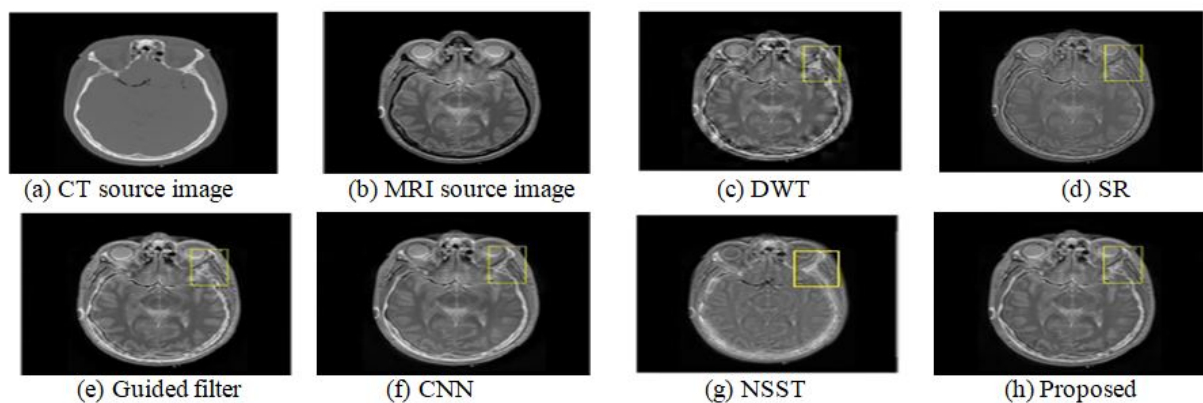 (a) CT source image
(b) MRI source image
(c) DWT
(d) SR
(e) Guided filter
(f) CNN
(g) NSST
(h) Proposed